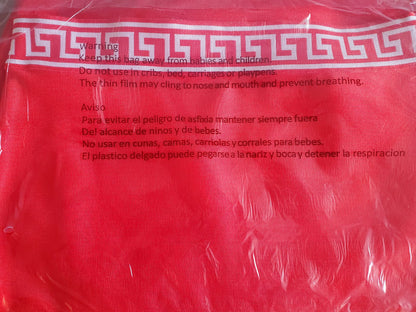 Warning
Keep this bag away from babies and children.
Do not use in cribs, bed, carriages or playpens.
The thin film may cling to nose and mouth and prevent breathing.
Aviso
Para evitar el peligro de asfixia mantener siempre fuera
Del alcance de ninos y de bebes.
No usar en cunas, camas, carriolas y corrales para bebes.
El plastico delgado puede pegarse a la nariz y boca y detener la respiracion